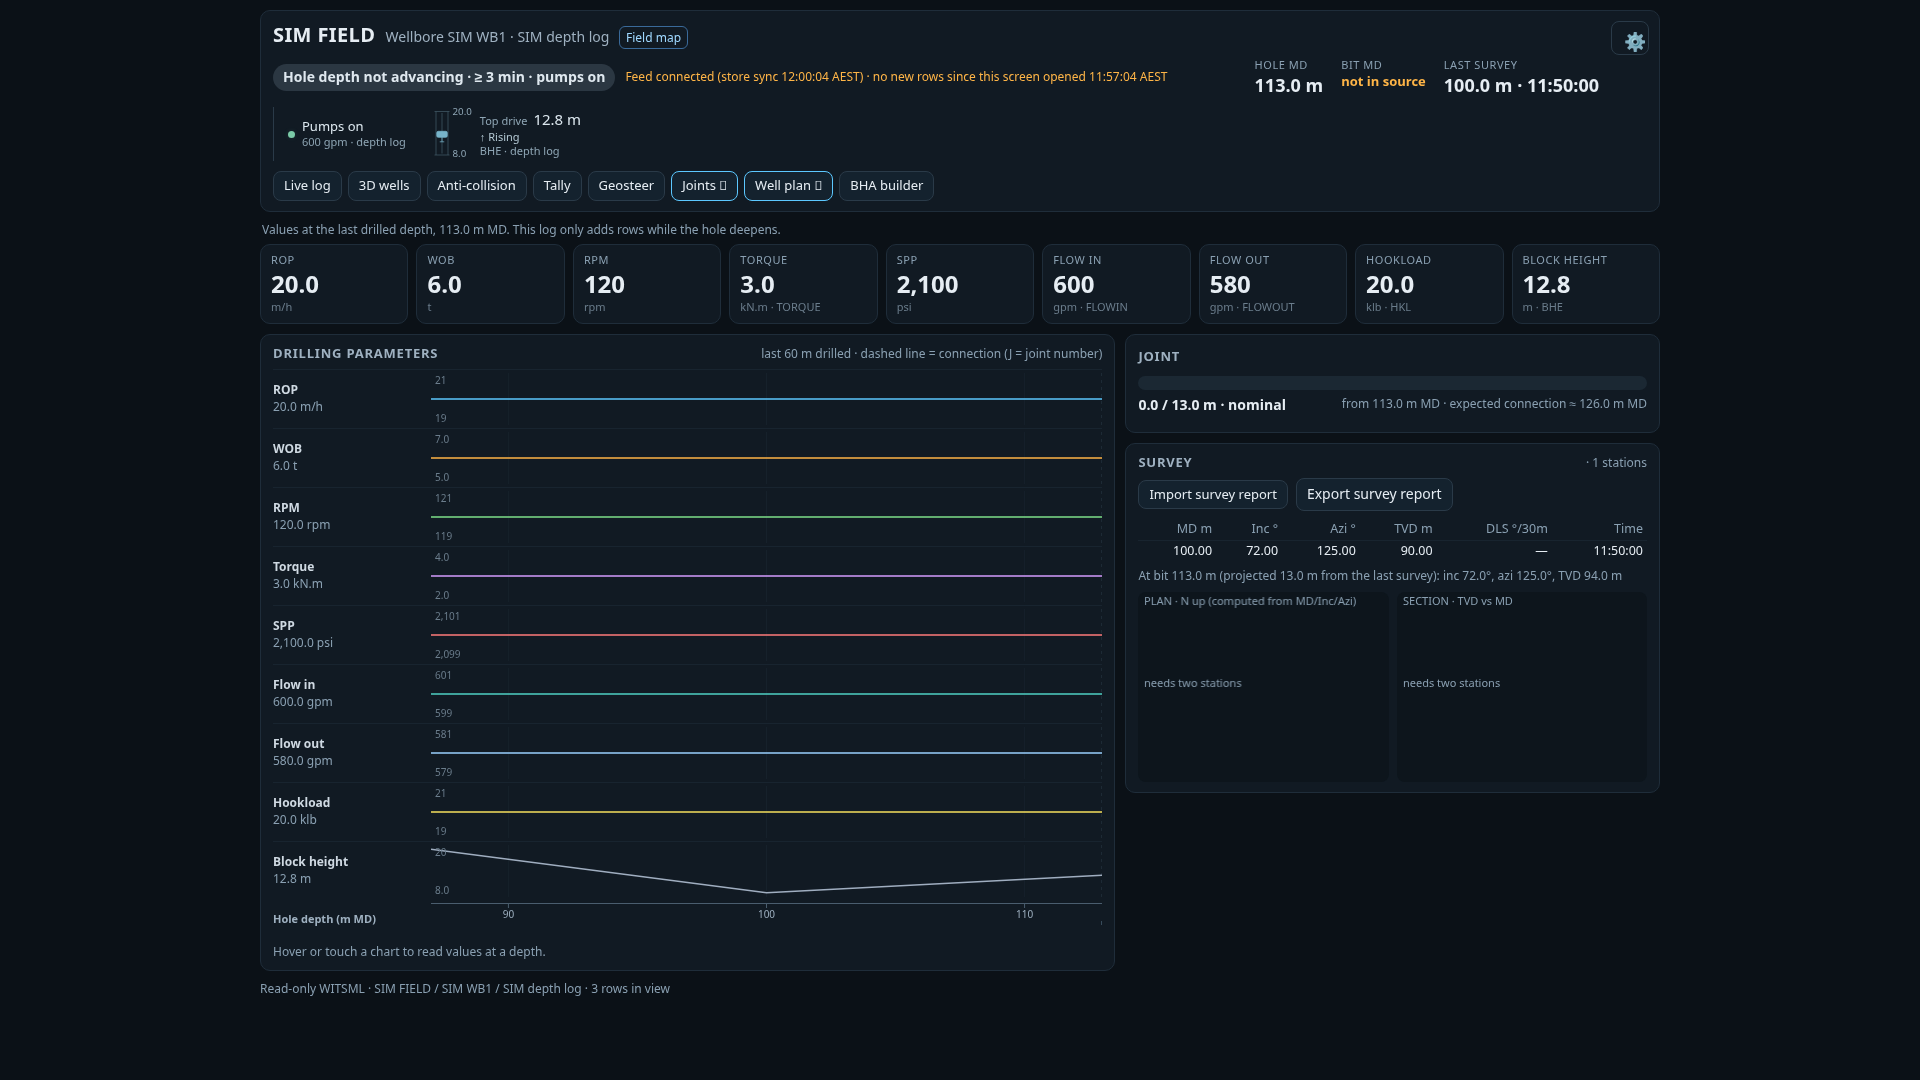 SIM FIELD Wellbore SIM WB1 · SIM depth log Field map
Hole depth not advancing · ≥ 3 min · pumps on Feed connected (store sync 12:00:04 AEST) · no new rows since this screen opened 11:57:04 AEST
HOLE MD BIT MD LAST SURVEY
113.0 m not in source 100.0 m · 11:50:00
Pumps on
600 gpm · depth log
20.0
8.0
Top drive 12.8 m
↑ Rising
BHE · depth log
Live log 3D wells Anti-collision Tally Geosteer Joints Well plan BHA builder
Values at the last drilled depth, 113.0 m MD. This log only adds rows while the hole deepens.
ROP WOB RPM TORQUE SPP FLOW IN FLOW OUT HOOKLOAD BLOCK HEIGHT
20.0 6.0 120 3.0 2,100 600 580 20.0 12.8
m/h t rpm kN.m · TORQUE psi gpm · FLOWIN gpm · FLOWOUT klb · HKL m · BHE
DRILLING PARAMETERS last 60 m drilled · dashed line = connection (J = joint number)
ROP
20.0 m/h
21
19
WOB
6.0 t
7.0
5.0
RPM
120.0 rpm
121
119
Torque
3.0 kN.m
4.0
2.0
SPP
2,100.0 psi
2,101
2,099
Flow in
600.0 gpm
601
599
Flow out
580.0 gpm
581
579
Hookload
20.0 klb
21
19
Block height
12.8 m
20
8.0
Hole depth (m MD)
90 100 110
Hover or touch a chart to read values at a depth.
JOINT
0.0 / 13.0 m · nominal from 113.0 m MD · expected connection ≈ 126.0 m MD
SURVEY · 1 stations
Import survey report Export survey report
MD m Inc ° Azi ° TVD m DLS °/30m Time
100.00 72.00 125.00 90.00 — 11:50:00
At bit 113.0 m (projected 13.0 m from the last survey): inc 72.0°, azi 125.0°, TVD 94.0 m
PLAN · N up (computed from MD/Inc/Azi) SECTION · TVD vs MD
needs two stations needs two stations
Read-only WITSML · SIM FIELD / SIM WB1 / SIM depth log · 3 rows in view